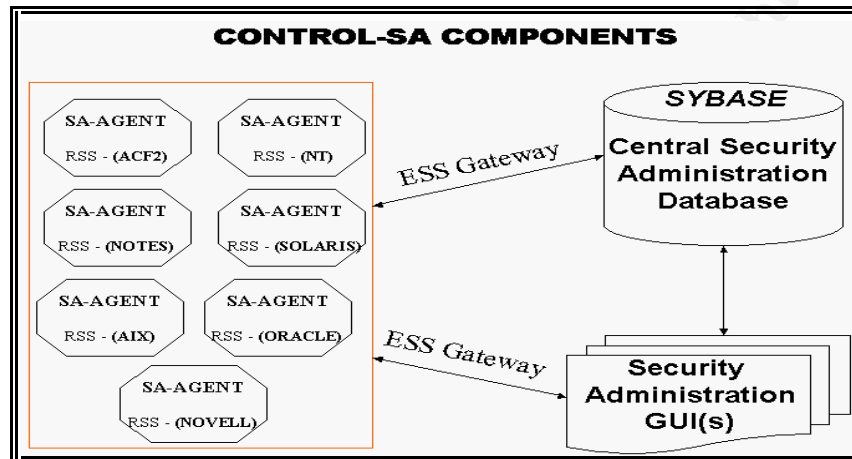 CONTROL-SA COMPONENTS
SA-AGENT
RSS - (ACF2)
SA-AGENT
RSS - (NT)
SA-AGENT
RSS - (NOTES)
SA-AGENT
RSS - (SOLARIS)
SA-AGENT
RSS - (AIX)
SA-AGENT
RSS - (ORACLE)
SA-AGENT
RSS - (NOVELL)
ESS Gateway
ESS Gateway
SYBASE
Central Security
Administration
Database
Security
Administration
GUI(s)